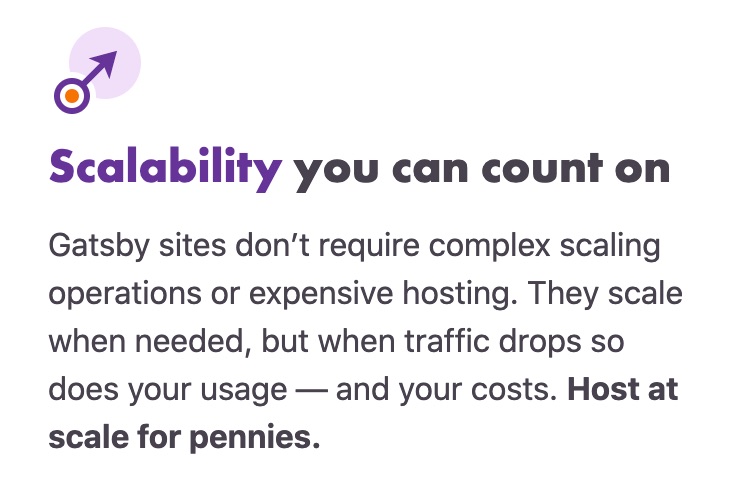 Scalability you can count on
Gatsby sites don’t require complex scaling
operations or expensive hosting. They scale
when needed, but when traffic drops so
does your usage — and your costs. Host at
scale for pennies.